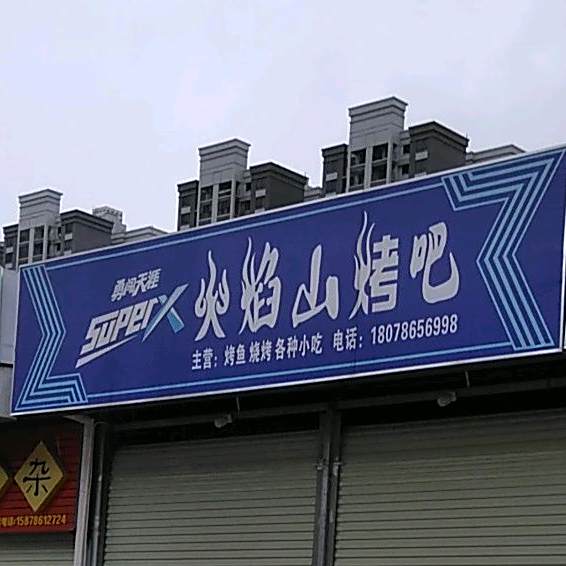 勇闯天涯
superX
火焰山烤吧
主营：烤鱼 烧烤 各种小吃 电话：18078656998
杂
15878612724